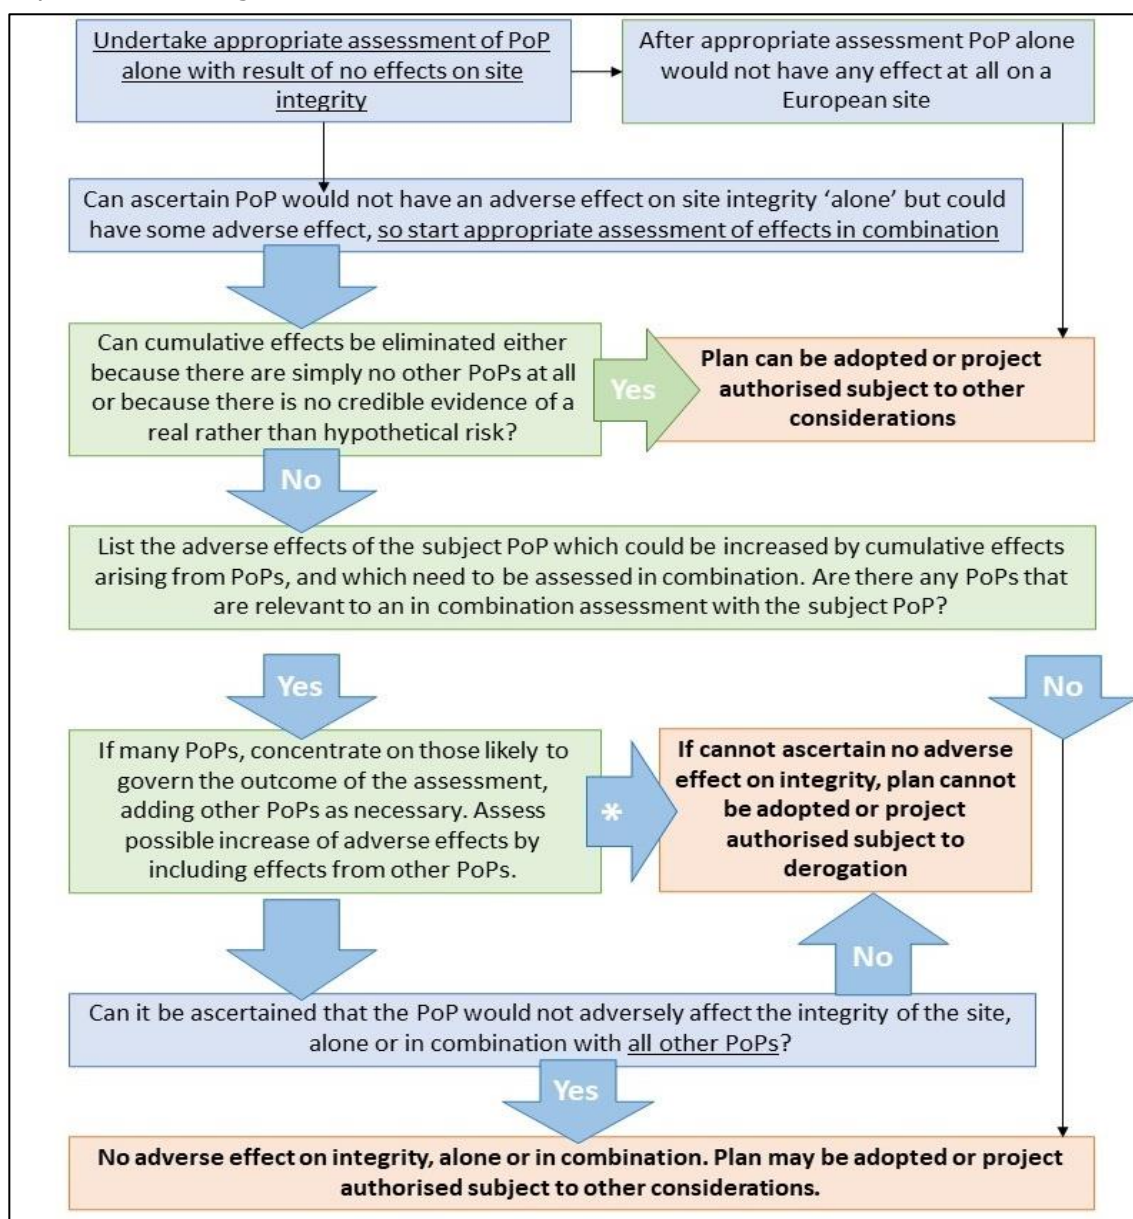 Undertake appropriate assessment of PoP
alone with result of no effects on site
integrity
After appropriate assessment PoP alone
would not have any effect at all on a
European site
Can ascertain PoP would not have an adverse effect on site integrity ‘alone’ but could
have some adverse effect, so start appropriate assessment of effects in combination
Can cumulative effects be eliminated either
because there are simply no other PoPs at all
or because there is no credible evidence of a
real rather than hypothetical risk?
Yes
Plan can be adopted or project
authorised subject to other
considerations
No
List the adverse effects of the subject PoP which could be increased by cumulative effects
arising from PoPs, and which need to be assessed in combination. Are there any PoPs that
are relevant to an in combination assessment with the subject PoP?
Yes
No
If many PoPs, concentrate on those likely to
govern the outcome of the assessment,
adding other PoPs as necessary. Assess
possible increase of adverse effects by
including effects from other PoPs.
*
If cannot ascertain no adverse
effect on integrity, plan cannot
be adopted or project
authorised subject to
derogation
No
Can it be ascertained that the PoP would not adversely affect the integrity of the site,
alone or in combination with all other PoPs?
Yes
No adverse effect on integrity, alone or in combination. Plan may be adopted or project
authorised subject to other considerations.